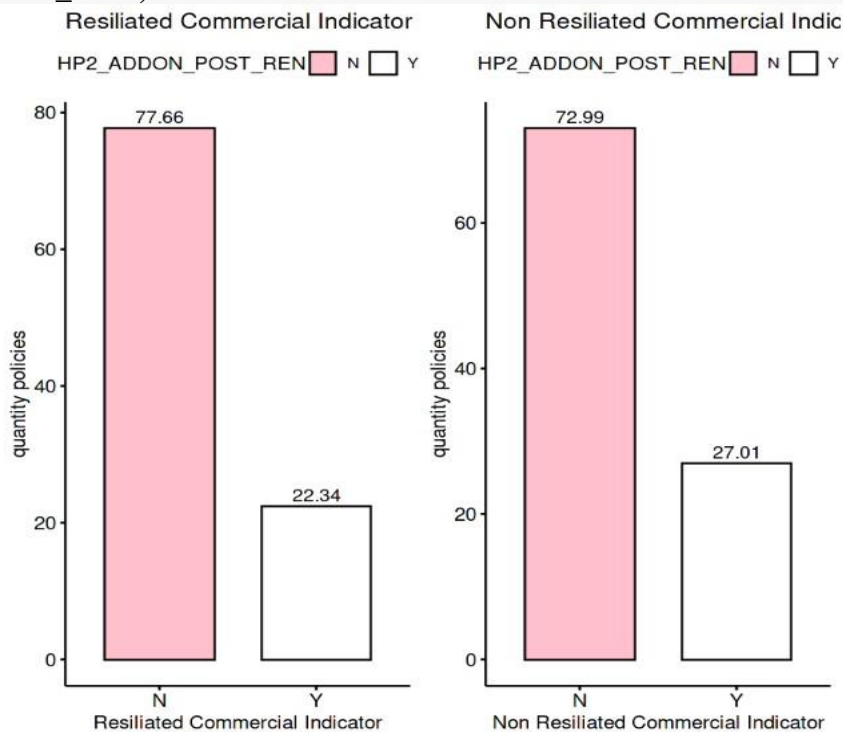 Resiliated Commercial Indicator
HP2_ADDON_POST_REN N Y
80
60
40
20
0
quantity policies
77.66
22.34
N Y
Resiliated Commercial Indicator
Non Resiliated Commercial Indic
HP2_ADDON_POST_REN N Y
60
40
20
0
quantity policies
72.99
27.01
N Y
Non Resiliated Commercial Indicator